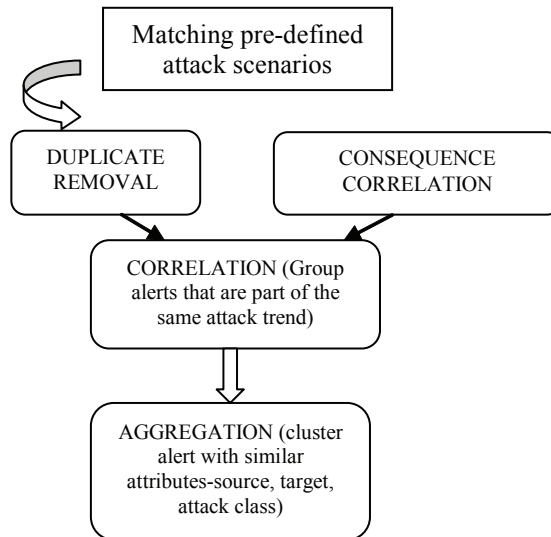 Matching pre-defined
attack scenarios
DUPLICATE
REMOVAL
CONSEQUENCE
CORRELATION
CORRELATION (Group
alerts that are part of the
same attack trend)
AGGREGATION (cluster
alert with similar
attributes-source, target,
attack class)